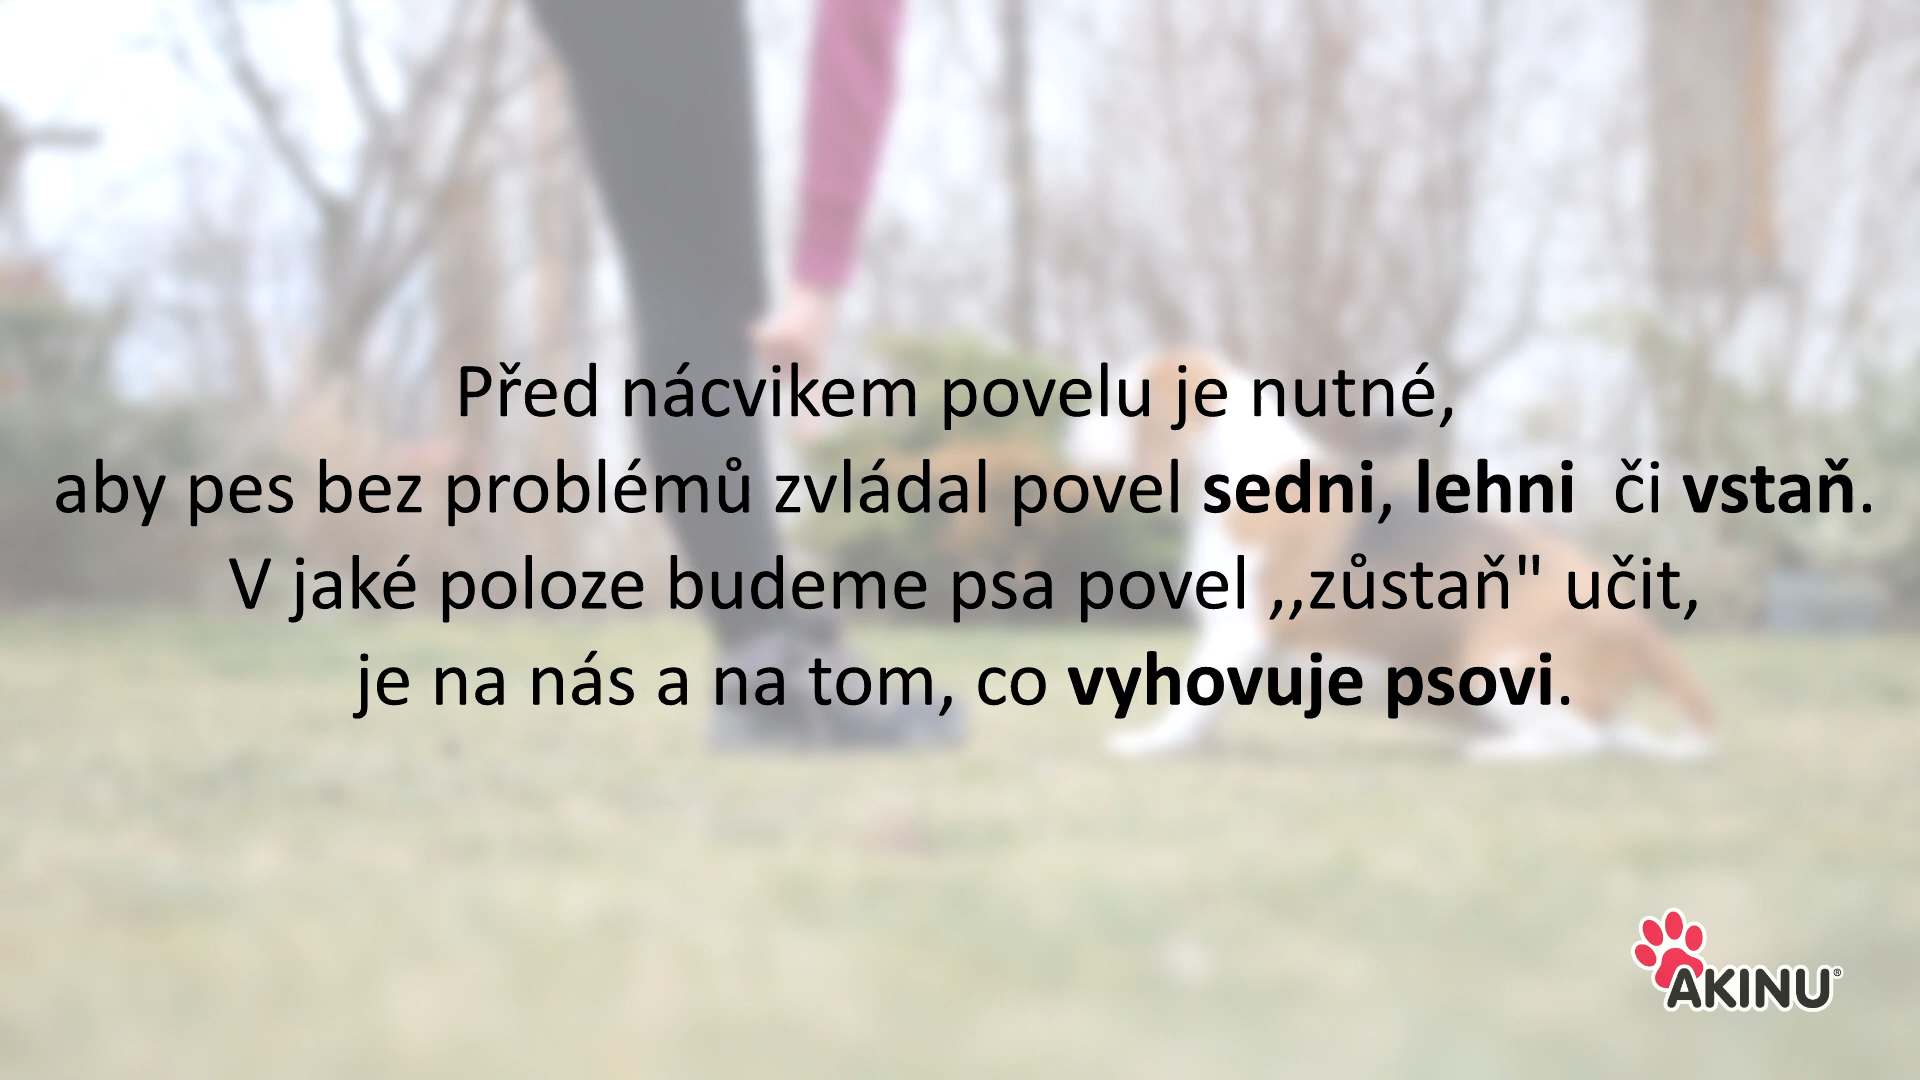 Před nácvikem povelu je nutné,
aby pes bez problémů zvládal povel sedni, lehni či vstaň.
V jaké poloze budeme psa povel ,,zůstaň" učit,
je na nás a na tom, co vyhovuje psovi.
AKINU®